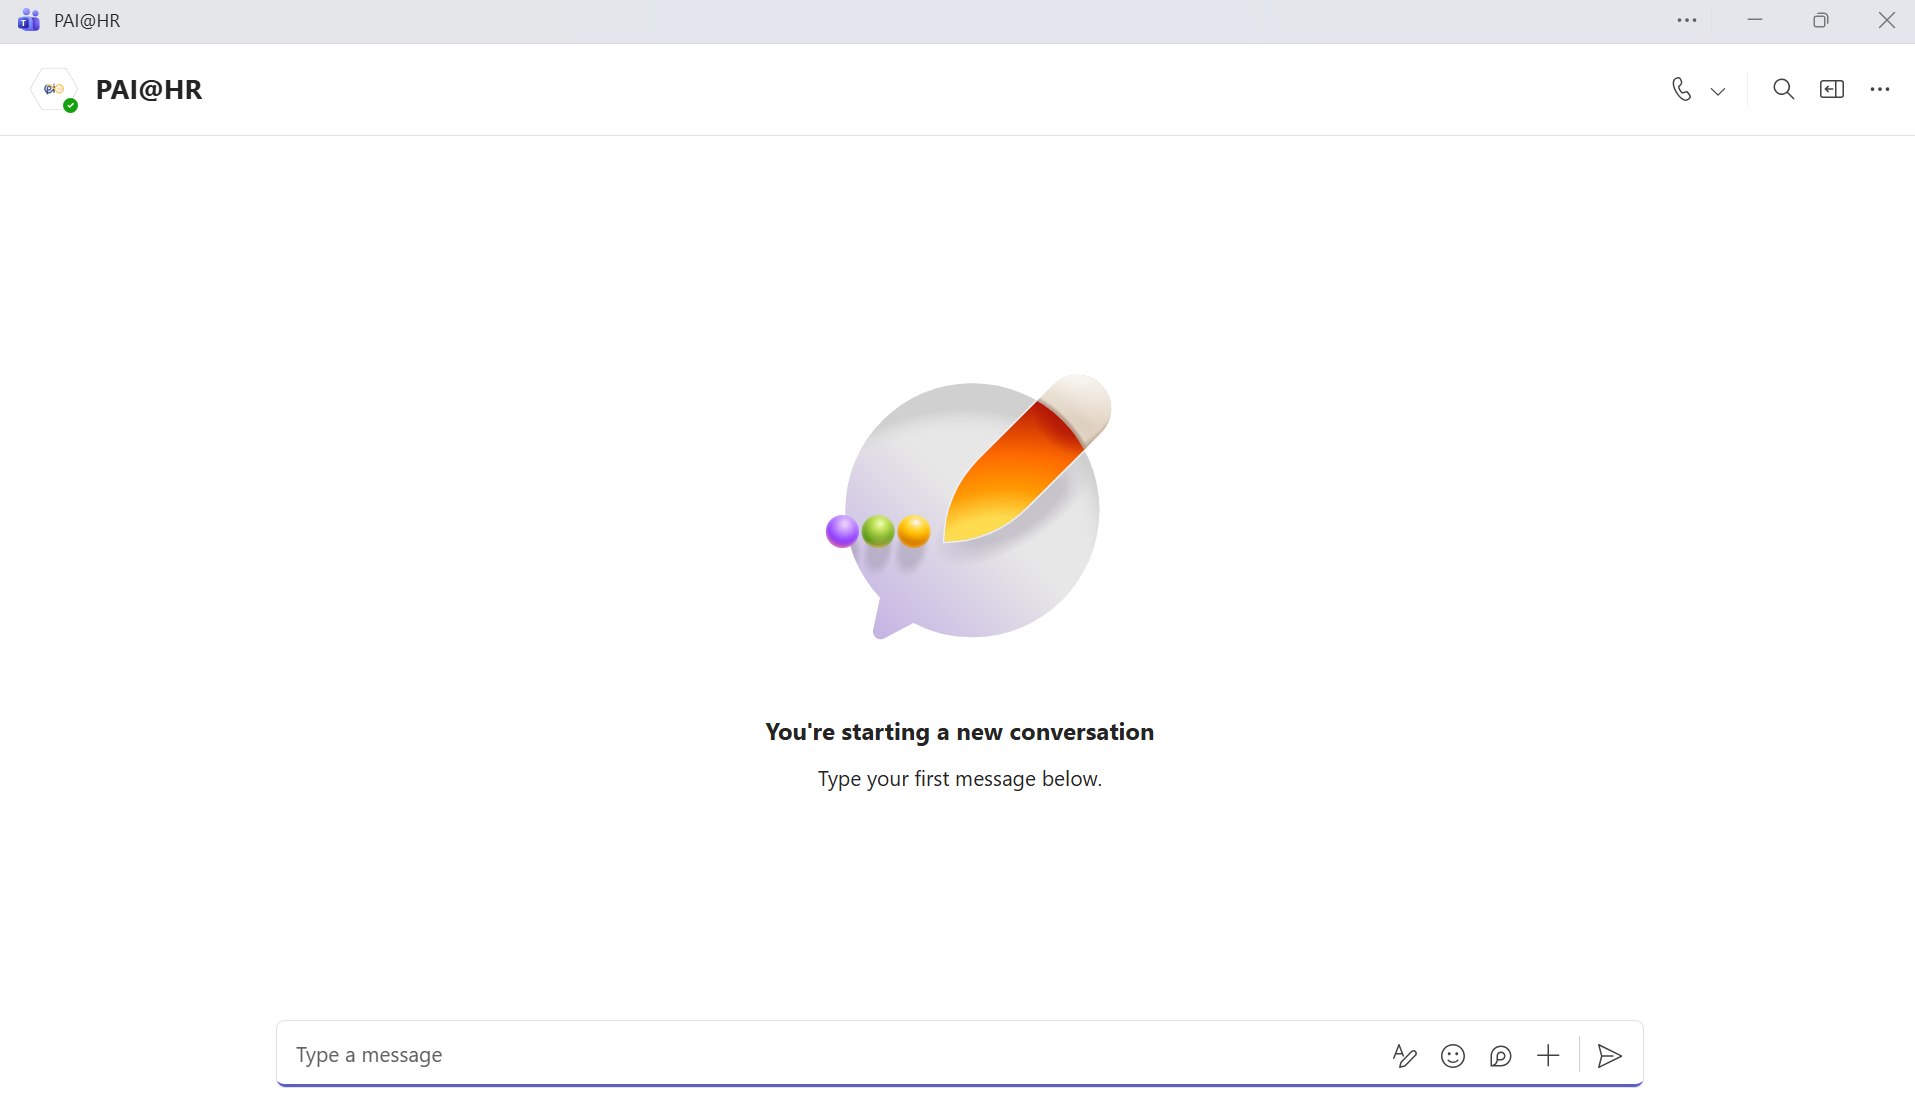 PAI@HR
PAI@HR
You're starting a new conversation
Type your first message below.
Type a message